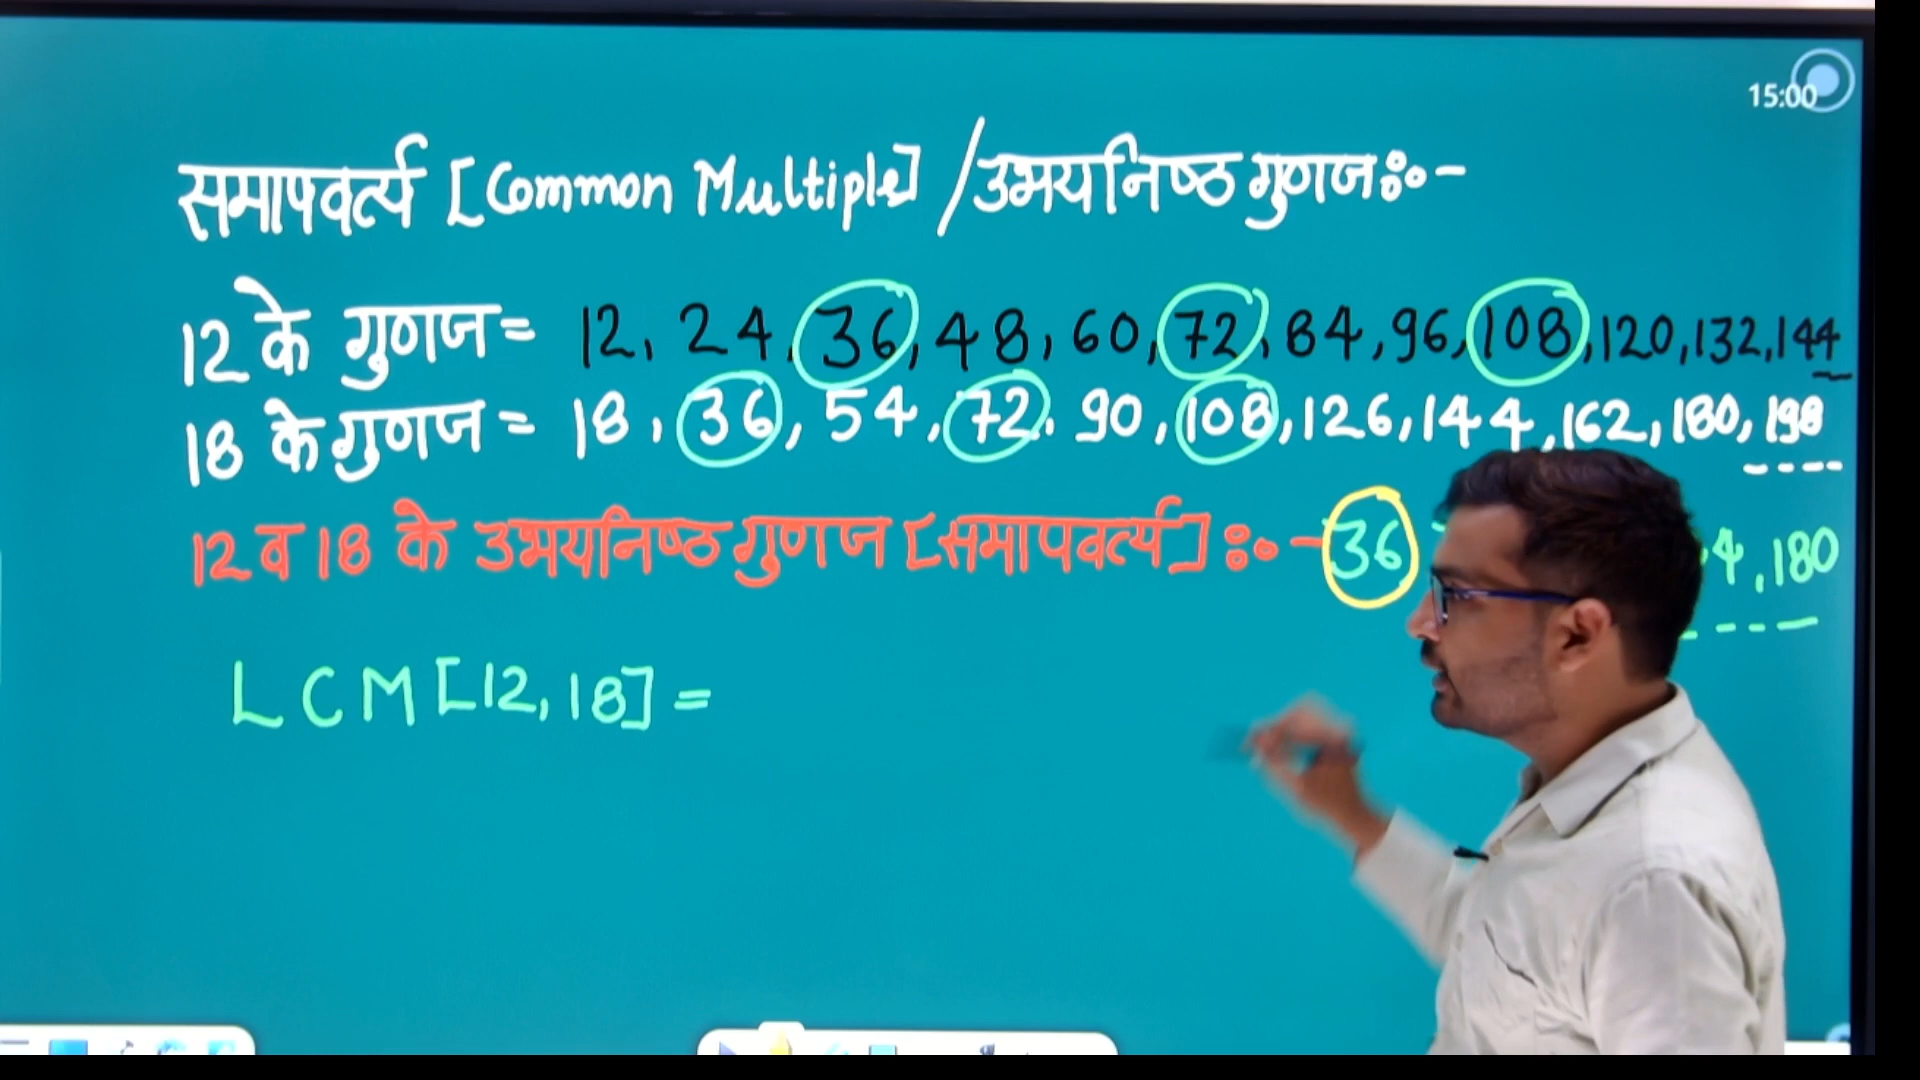 15:00
समापवर्त्य [Common Multiple] / उभयनिष्ठ गुणज :-
12 के गुणज = 12, 24, 36, 48, 60, 72, 84, 96, 108, 120, 132, 144
18 के गुणज = 18, 36, 54, 72, 90, 108, 126, 144, 162, 180, 198 ----
12 व 18 के उभयनिष्ठ गुणज [समापवर्त्य] :- 36 4, 180 ----
LCM [12, 18] =